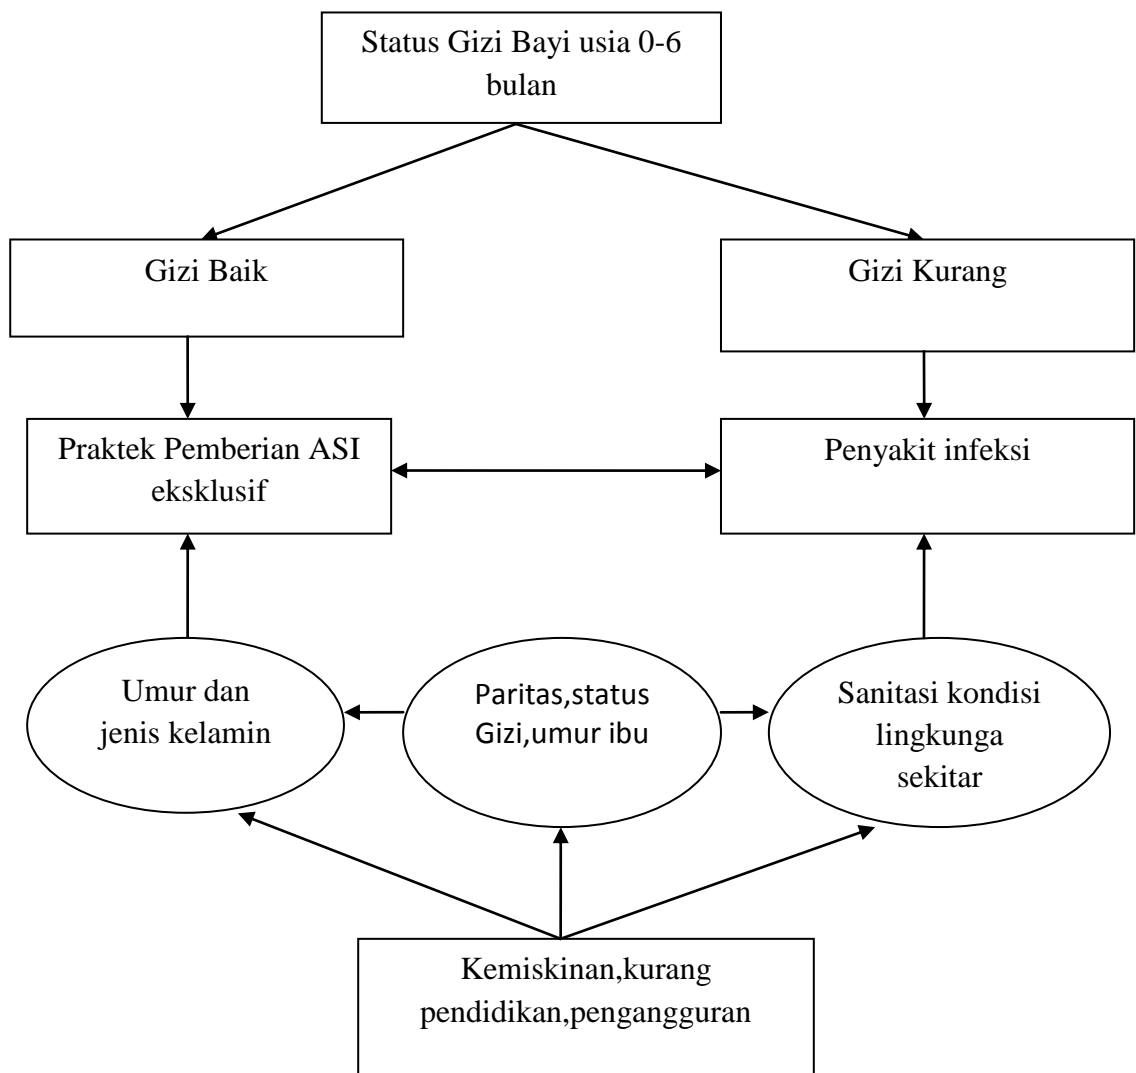 Status Gizi Bayi usia 0-6
bulan
Gizi Baik
Gizi Kurang
Praktek Pemberian ASI
eksklusif
Penyakit infeksi
Umur dan
jenis kelamin
Paritas,status
Gizi,umur ibu
Sanitasi kondisi
lingkunga
sekitar
Kemiskinan,kurang
pendidikan,pengangguran